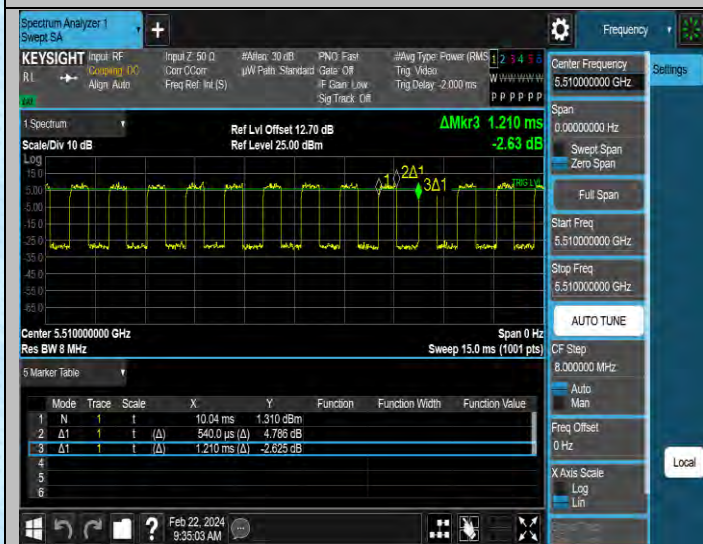 Spectrum Analyzer 1
Swept SA
Frequency
KEYSIGHT
Input: RF
Input Z: 50 Ω
#Atten: 30 dB
PNO: Fast
#Avg Type: Power (RMS
1 2 3 4 5 6
RL
Coupling: DC
Corr CCorr
µW Path: Standard
Gate: Off
Trig: Video
Align: Auto
Freq Ref: Int (S)
IF Gain: Low
Trig Delay: -2.000 ms
W W W W W W
Sig Track: Off
P P P P P P
Settings
1 Spectrum
Ref Lvl Offset 12.70 dB
ΔMkr3 1.210 ms
Scale/Div 10 dB
Ref Level 25.00 dBm
-2.63 dB
Log
15.0
5.00
-5.00
-15.0
-25.0
-35.0
-45.0
-55.0
-65.0
1
2Δ1
3Δ1
TRIG LVL
Center 5.510000000 GHz
Span 0 Hz
Res BW 8 MHz
Sweep 15.0 ms (1001 pts)
5 Marker Table
Mode Trace Scale X Y Function Function Width Function Value
1 N 1 t 10.04 ms 1.310 dBm
2 Δ1 1 t (Δ) 540.0 µs (Δ) 4.786 dB
3 Δ1 1 t (Δ) 1.210 ms (Δ) -2.625 dB
4
5
6
Center Frequency
5.510000000 GHz
Span
0.00000000 Hz
Swept Span
Zero Span
Full Span
Start Freq
5.510000000 GHz
Stop Freq
5.510000000 GHz
AUTO TUNE
CF Step
8.000000 MHz
Auto
Man
Freq Offset
0 Hz
X Axis Scale
Log
Lin
Local
?
Feb 22, 2024
9:35:03 AM